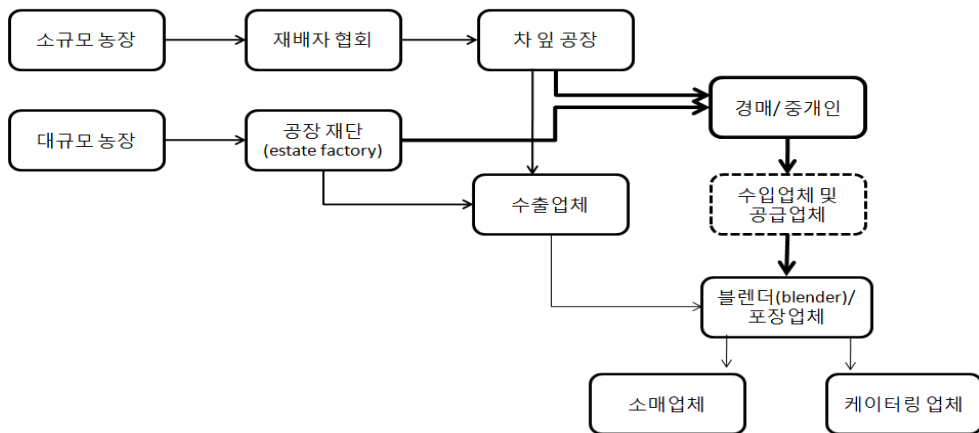 소규모 농장
재배자 협회
차 잎 공장
경매/ 중개인
대규모 농장
공장 재단
(estate factory)
수출업체
수입업체 및
공급업체
블렌더(blender)/
포장업체
소매업체
케이터링 업체